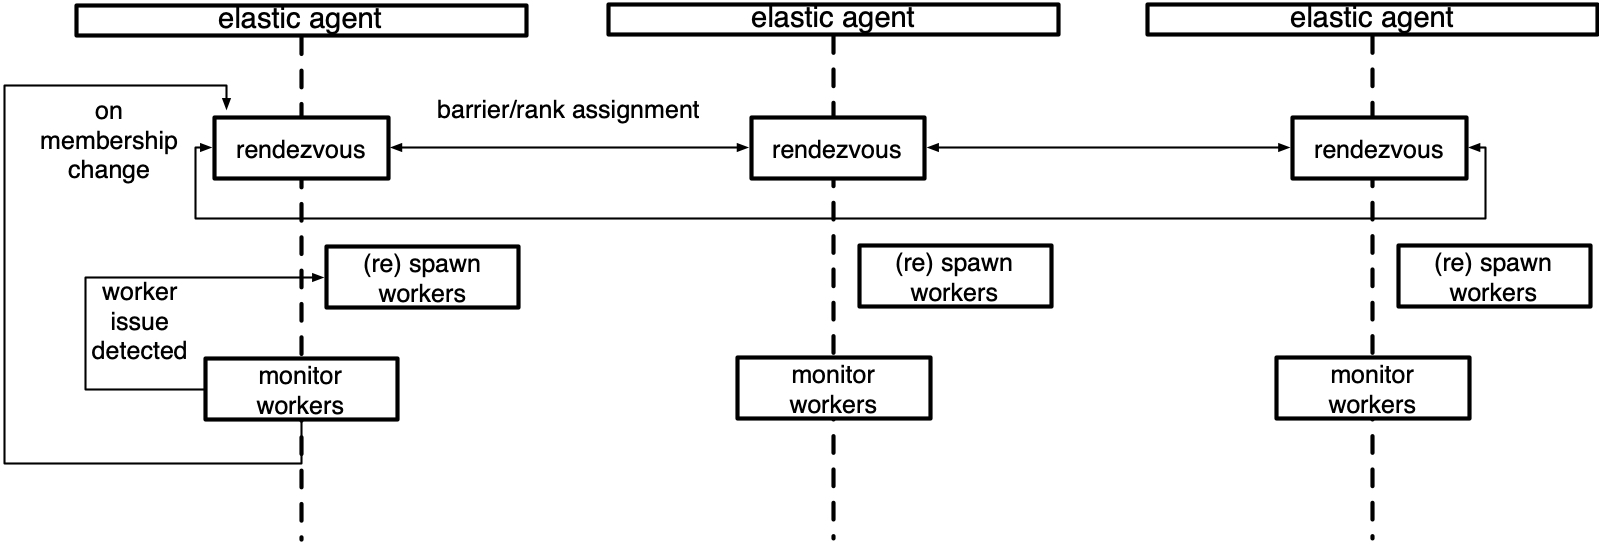 elastic agent
elastic agent
elastic agent
on
membership
change
barrier/rank assignment
rendezvous
rendezvous
rendezvous
(re) spawn
workers
(re) spawn
workers
(re) spawn
workers
worker
issue
detected
monitor
workers
monitor
workers
monitor
workers